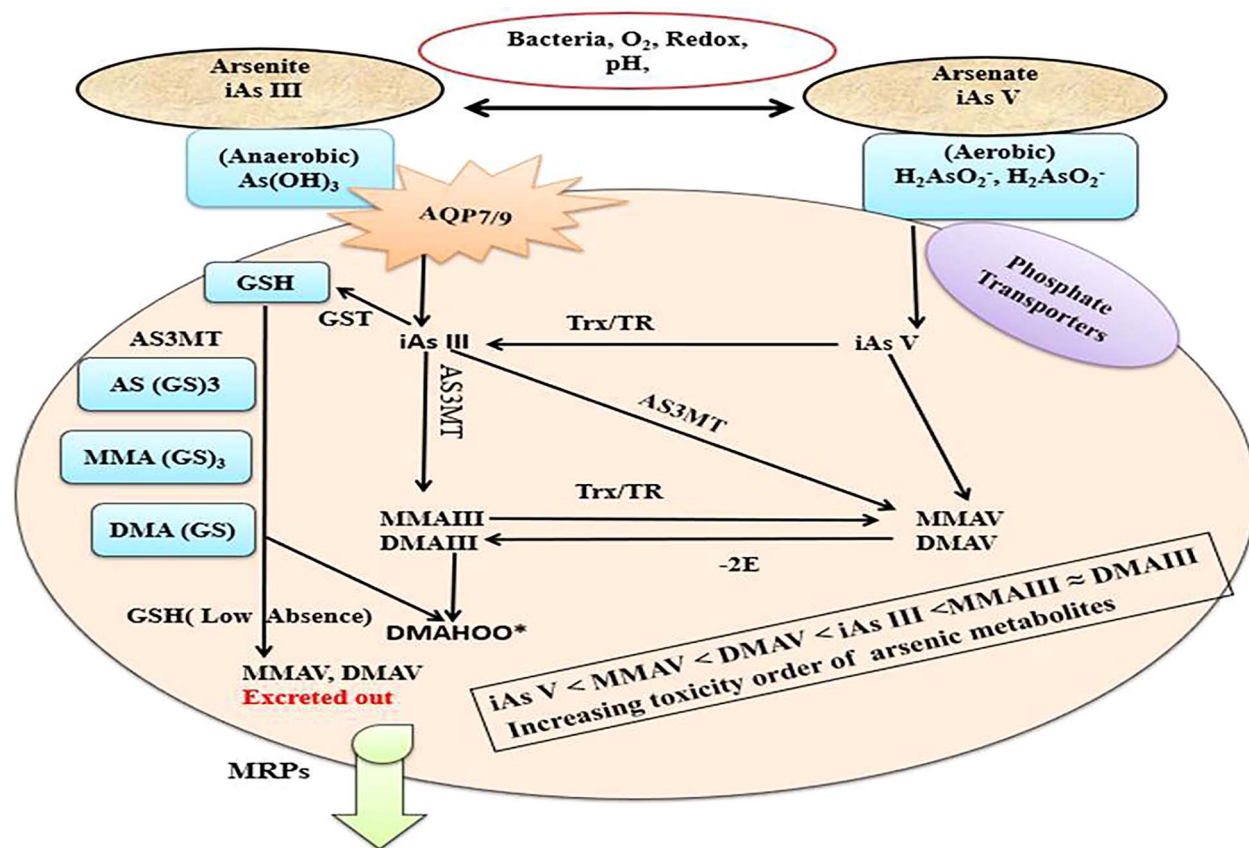 Bacteria, O₂, Redox,
pH,
Arsenite
iAs III
Arsenate
iAs V
(Anaerobic)
As(OH)₃
(Aerobic)
H₂AsO₂⁻, H₂AsO₂⁻
AQP7/9
Phosphate
Transporters
GSH
GST
iAs III
Trx/TR
iAs V
AS3MT
AS (GS)3
AS3MT
AS3MT
MMA (GS)₃
DMA (GS)
MMAIII
DMAIII
Trx/TR
-2E
MMAV
DMAV
GSH( Low Absence)
DMAHOO*
MMAV, DMAV
Excreted out
iAs V < MMAV < DMAV < iAs III <MMAIII ≈ DMAIII
Increasing toxicity order of arsenic metabolites
MRPs